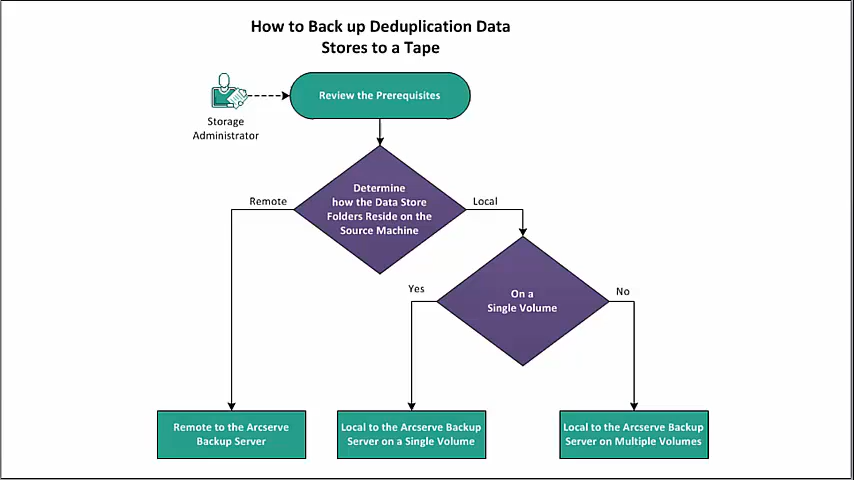 How to Back up Deduplication Data
Stores to a Tape
Review the Prerequisites
Storage
Administrator
Determine
how the Data Store
Folders Reside on the
Source Machine
Remote
Local
On a
Single Volume
Yes
No
Remote to the Arcserve
Backup Server
Local to the Arcserve Backup
Server on a Single Volume
Local to the Arcserve Backup
Server on Multiple Volumes